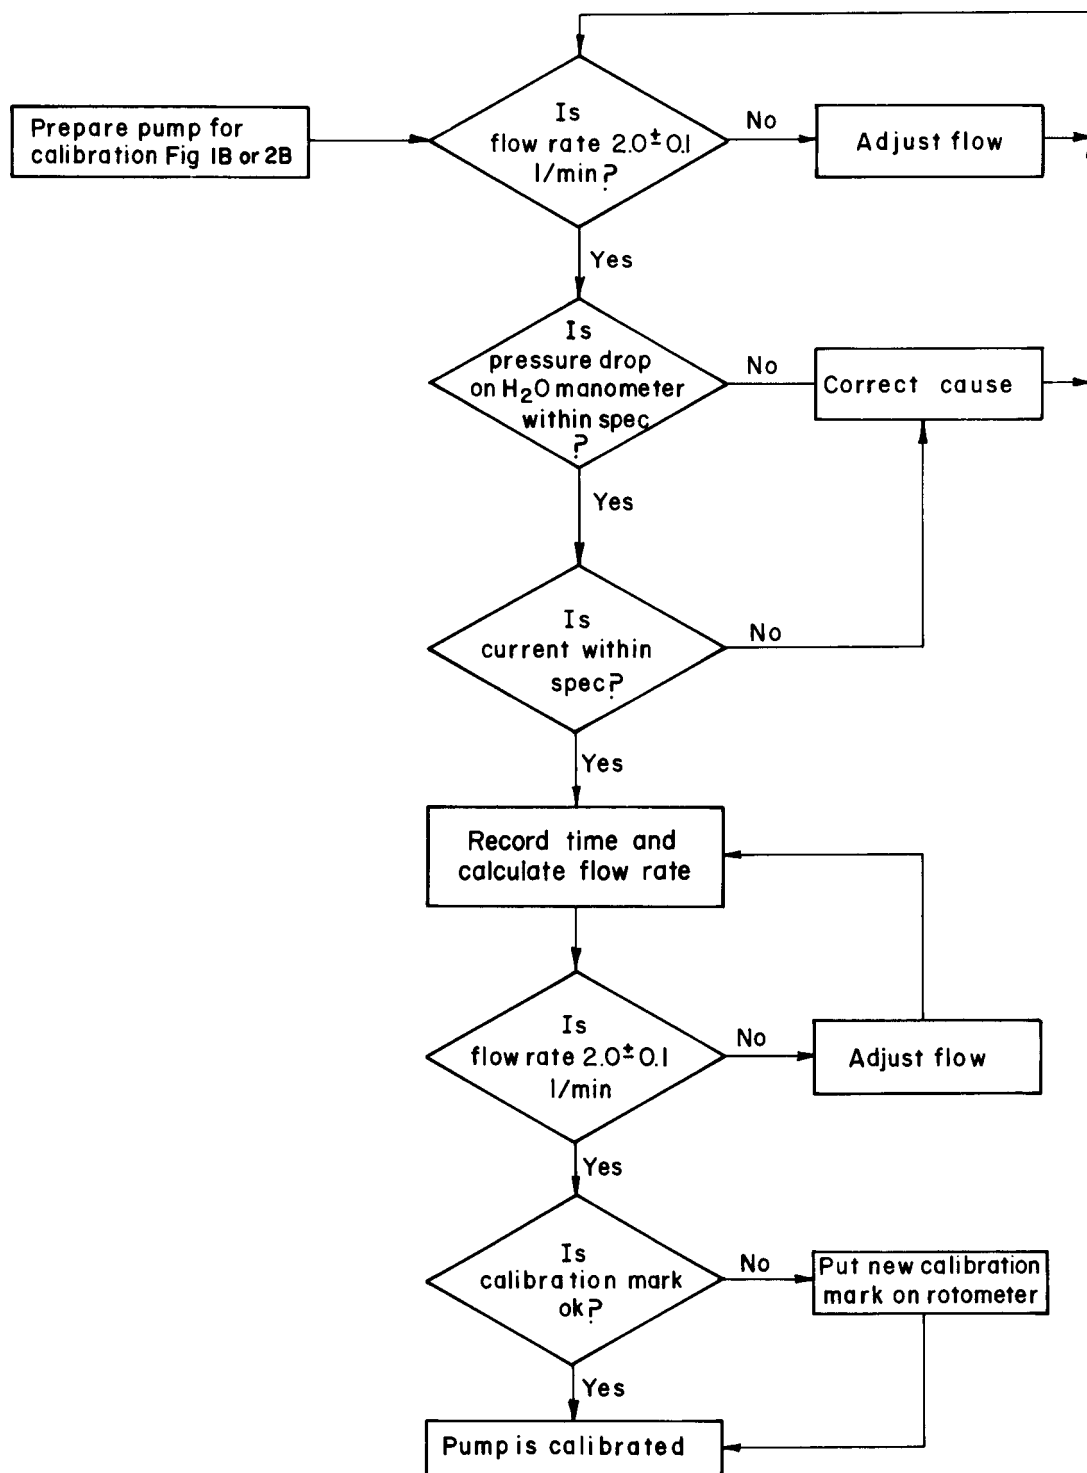 Is
flow rate 2.0±0.1
l/min?
No
Adjust flow
Prepare pump for
calibration Fig 1B or 2B
Yes
Is
pressure drop
on H₂O manometer
within spec
?
No
Correct cause
Yes
Is
current within
spec?
No
Yes
Record time and
calculate flow rate
Is
flow rate 2.0±0.1
l/min
No
Adjust flow
Yes
Is
calibration mark
ok?
No
Put new calibration
mark on rotometer
Yes
Pump is calibrated